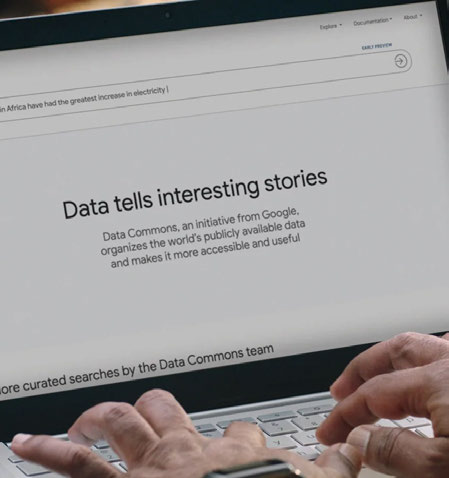 Explore Documentation About
EARLY PREVIEW
in Africa have had the greatest increase in electricity
Data tells interesting stories
Data Commons, an initiative from Google,
organizes the world's publicly available data
and makes it more accessible and useful
ore curated searches by the Data Commons team